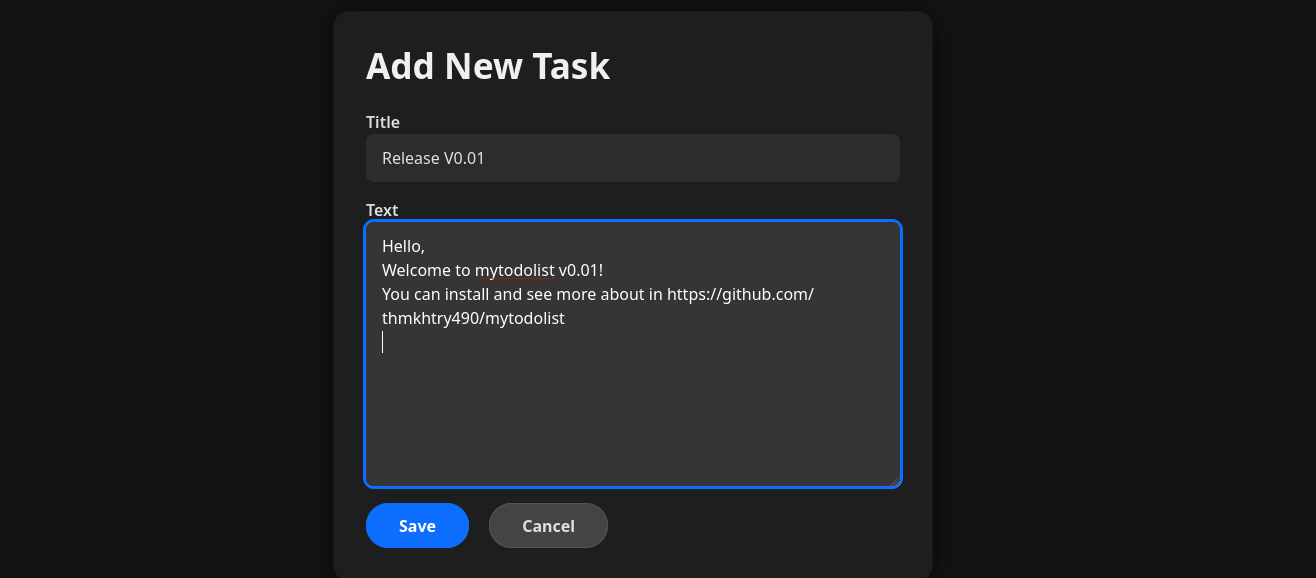 Add New Task
Title
Release V0.01
Text
Hello,
Welcome to mytodolist v0.01!
You can install and see more about in https://github.com/
thmkhtry490/mytodolist
Save
Cancel